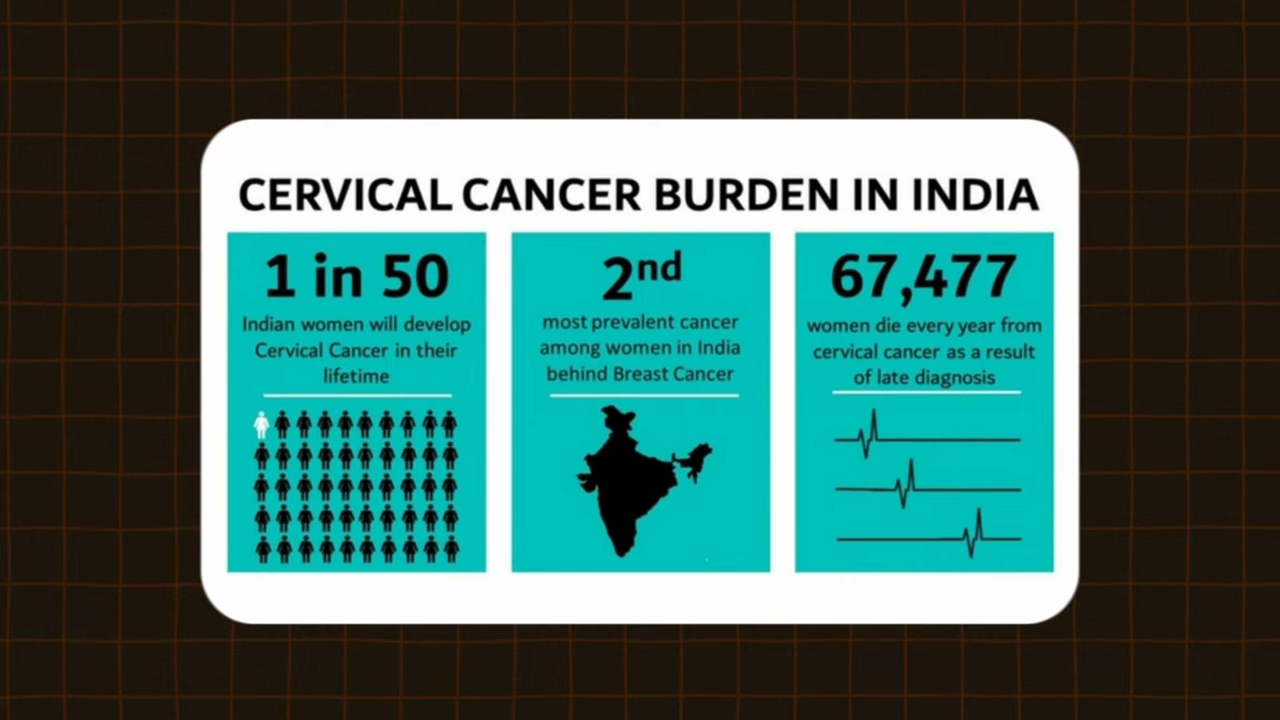 CERVICAL CANCER BURDEN IN INDIA
1 in 50
Indian women will develop
Cervical Cancer in their
lifetime
2nd
most prevalent cancer
among women in India
behind Breast Cancer
67,477
women die every year from
cervical cancer as a result
of late diagnosis